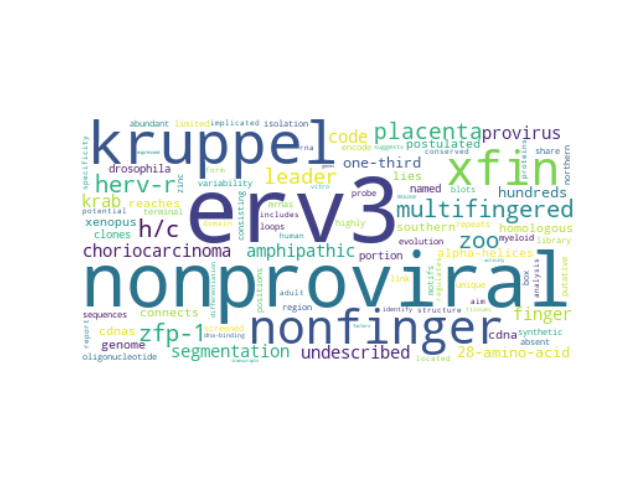 abundant limited implicated isolation
kruppel code placenta provirus
specificity rna encode suggests postulated conserved share
drosophila leader one-third lies proteins northern
herv-r zinc form xfin
variability vitro named blots hundreds
krab reaches human probe
potential terminal consisting erv3 multifingered
xenopus mrnas includes highly southern homologous
clones h/c domain loops evolution repeats myeloid library
choriocarcinoma amphipathic portion zoo alpha-helices
nonproviral
link motifs regulates unique box analysis putative
adult aim
sequences connects positions region identify structure nonfinger finger
cdnas zfp-1 screened dna-binding factors tissues cdna synthetic
report genome differentiation absent
oligonucleotide segmentation undescribed located 28-amino-acid
transcripts